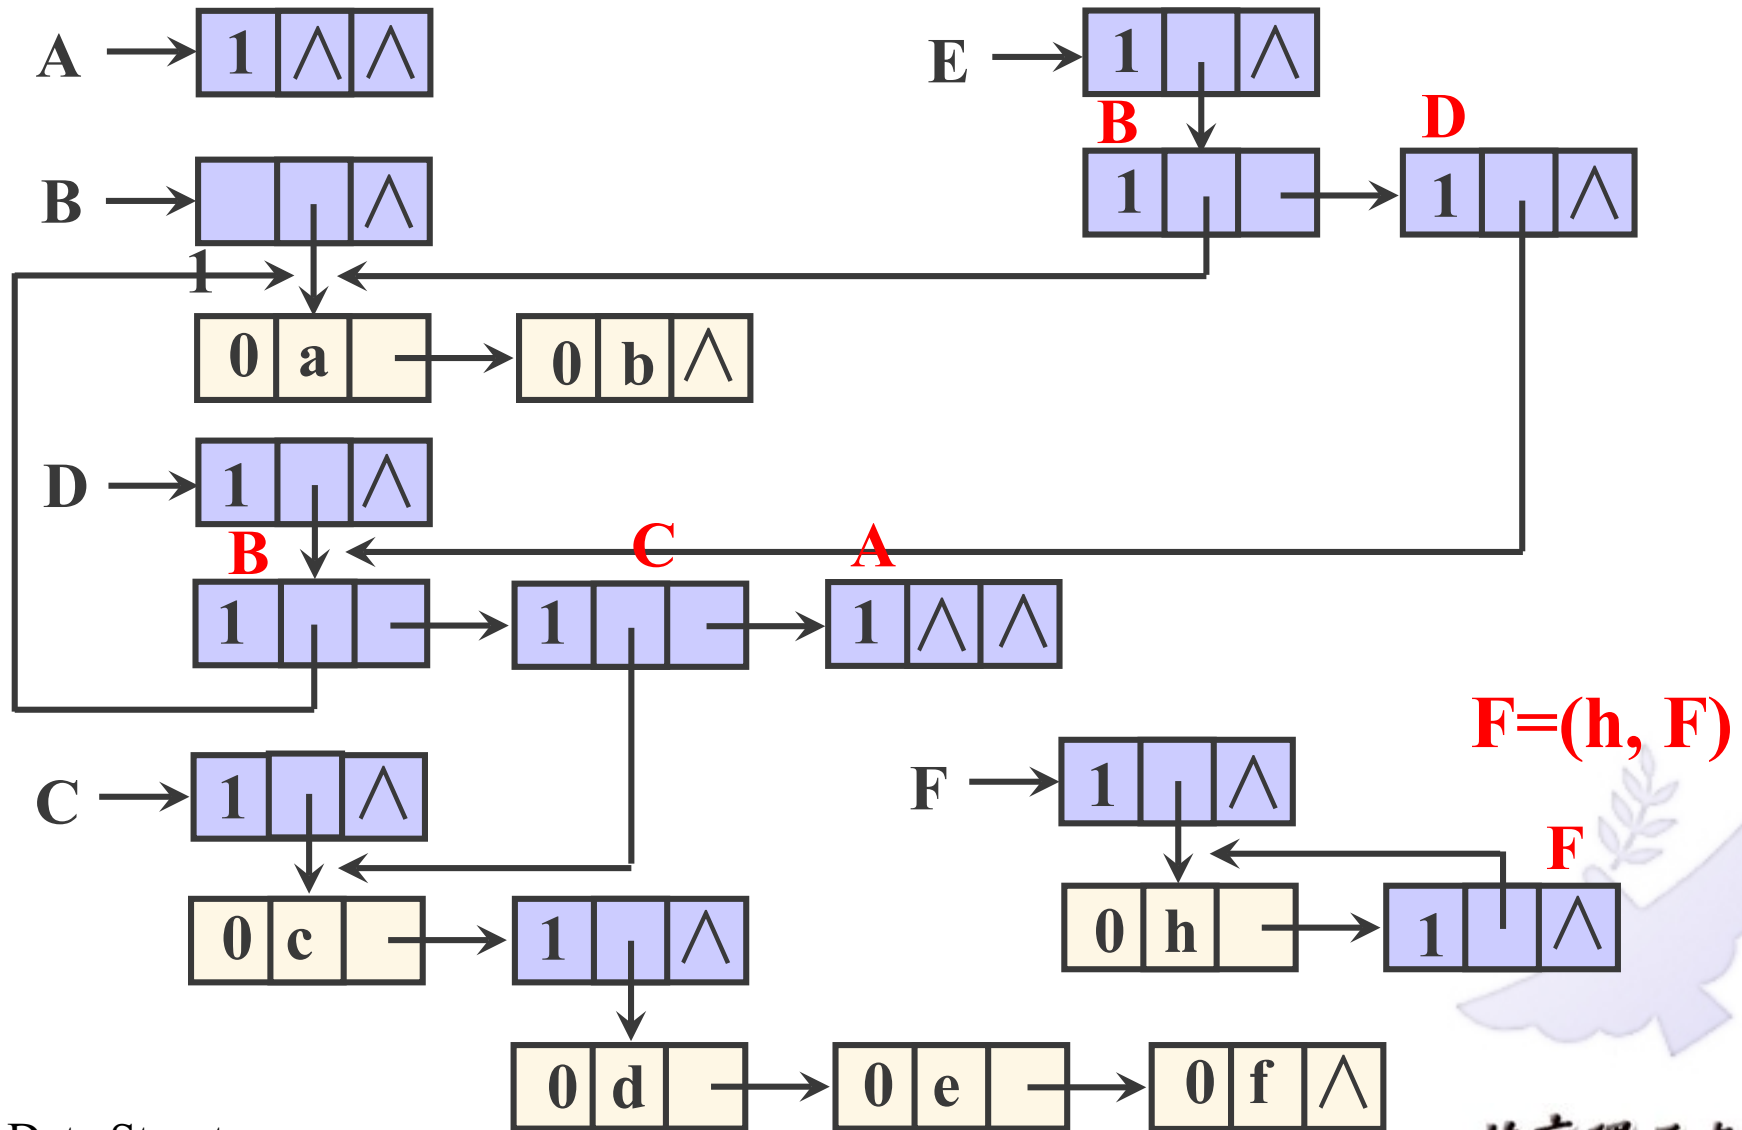 A 1 ∧ ∧
E 1 ∧
B D
B ∧
1 1 ∧
1
0 a 0 b ∧
D 1 ∧
B C A
1 1 1 ∧ ∧
F=(h, F)
C 1 ∧
F 1 ∧
F
0 c 1 ∧
0 h 1 ∧
0 d 0 e 0 f ∧